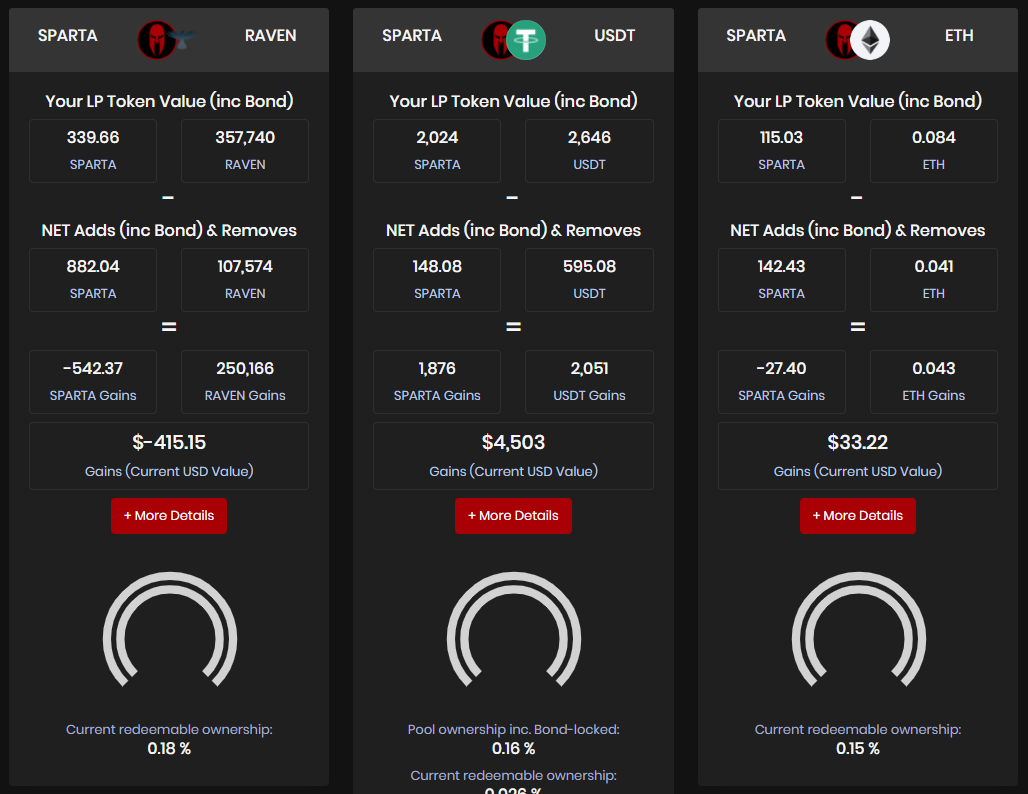 SPARTA RAVEN
Your LP Token Value (inc Bond)
339.66 357,740
SPARTA RAVEN
-
NET Adds (inc Bond) & Removes
882.04 107,574
SPARTA RAVEN
=
-542.37 250,166
SPARTA Gains RAVEN Gains
$-415.15
Gains (Current USD Value)
+ More Details
Current redeemable ownership:
0.18 %
SPARTA USDT
Your LP Token Value (inc Bond)
2,024 2,646
SPARTA USDT
-
NET Adds (inc Bond) & Removes
148.08 595.08
SPARTA USDT
=
1,876 2,051
SPARTA Gains USDT Gains
$4,503
Gains (Current USD Value)
+ More Details
Pool ownership inc. Bond-locked:
0.16 %
Current redeemable ownership:
0.026 %
SPARTA ETH
Your LP Token Value (inc Bond)
115.03 0.084
SPARTA ETH
-
NET Adds (inc Bond) & Removes
142.43 0.041
SPARTA ETH
=
-27.40 0.043
SPARTA Gains ETH Gains
$33.22
Gains (Current USD Value)
+ More Details
Current redeemable ownership:
0.15 %